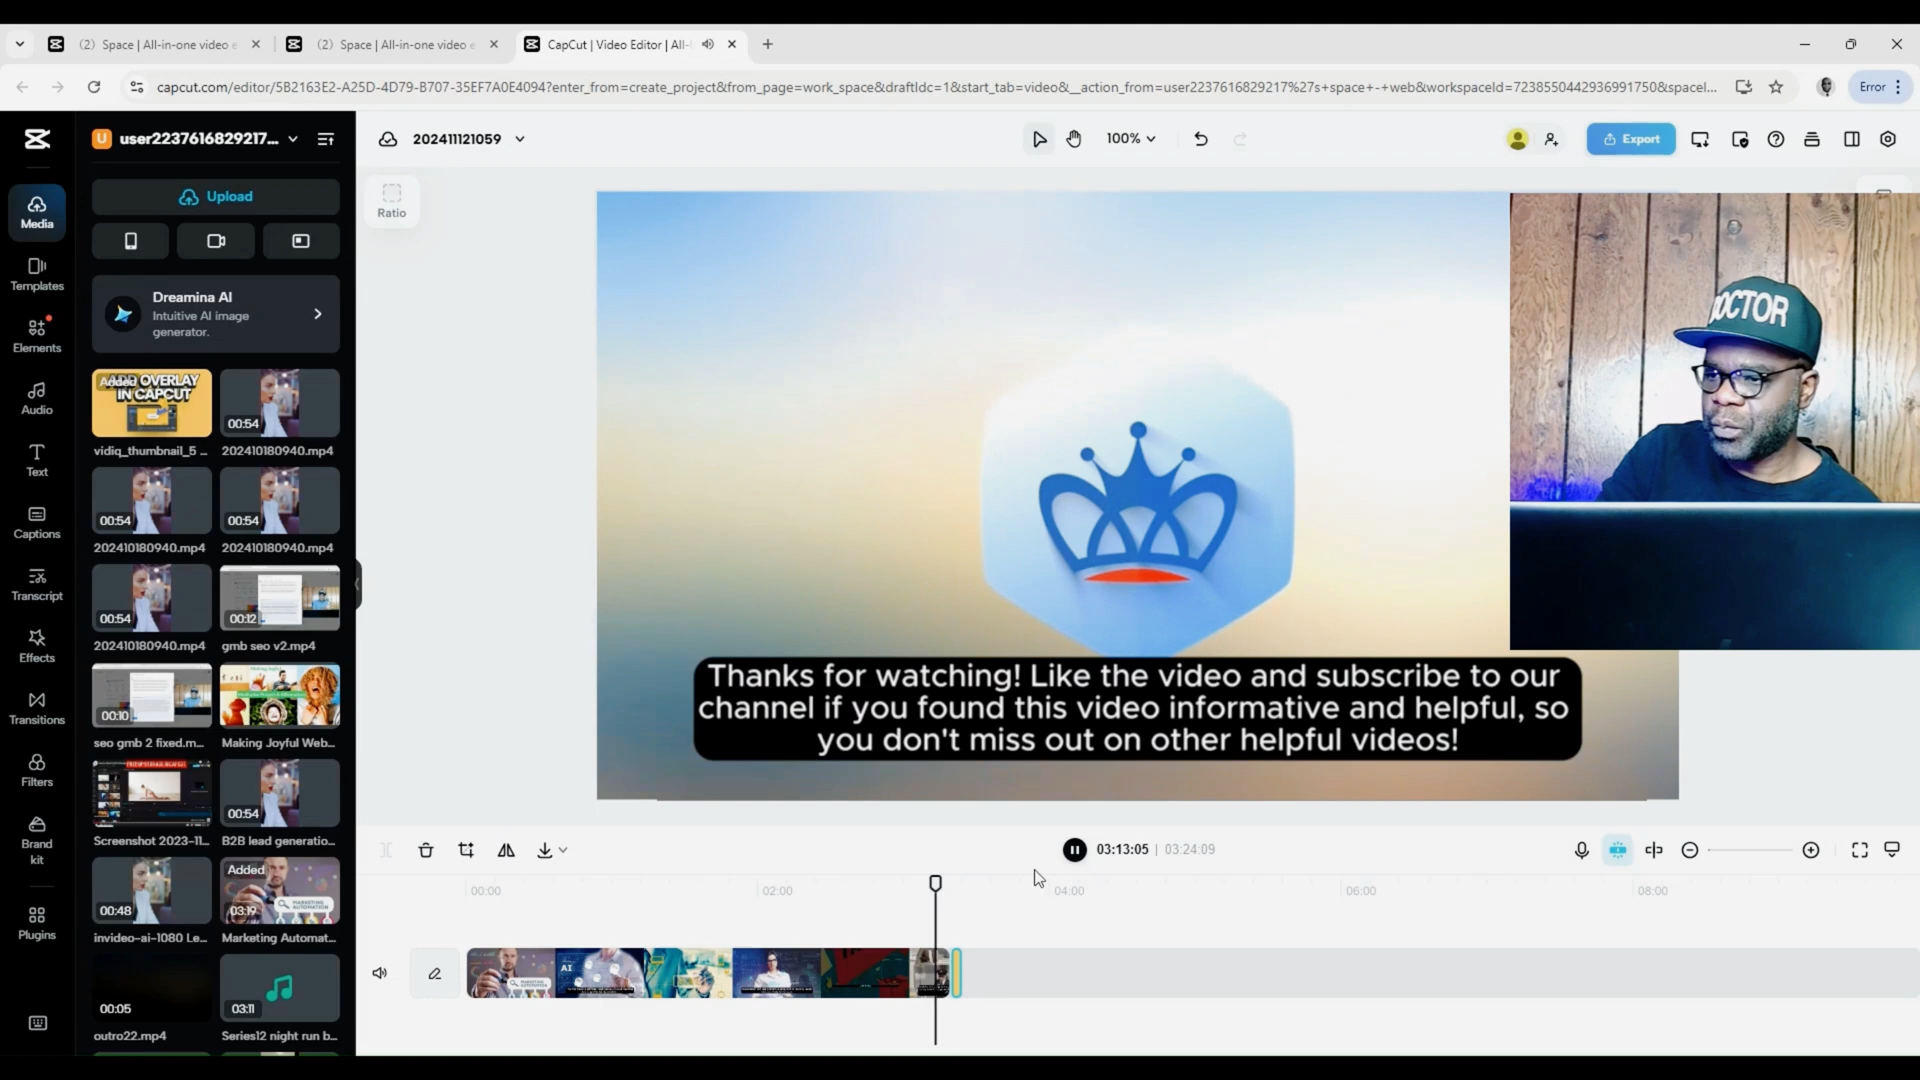 (2) Space | All-in-one video e
(2) Space | All-in-one video e
CapCut | Video Editor | All-
capcut.com/editor/5B2163E2-A25D-4D79-B707-35EF7A0E4094?enter_from=create_project&from_page=work_space&draftIdc=1&start_tab=video&__action_from=user2237616829217%27s+space+-+web&workspaceId=7238550442936991750&spaceI...
Error
U
user2237616829217...
202411121059
100%
Export
Media
Templates
Elements
Audio
Text
Captions
Transcript
Effects
Transitions
Filters
Brand
kit
Plugins
Upload
Dreamina AI
Intuitive AI image
generator.
Added
ADD OVERLAY
IN CAPCUT
vidiq_thumbnail_5 ...
00:54
202410180940.mp4
00:54
202410180940.mp4
00:54
202410180940.mp4
00:54
202410180940.mp4
00:12
gmb seo v2.mp4
00:10
seo gmb 2 fixed.m...
Making Joyful Web...
Screenshot 2023-11...
00:54
B2B lead generatio...
00:48
invideo-ai-1080 Le...
Added
03:19
MARKETING
AUTOMATION
Marketing Automat...
00:05
outro22.mp4
03:11
Series12 night run b...
Ratio
DOCTOR
Thanks for watching! Like the video and subscribe to our
channel if you found this video informative and helpful, so
you don't miss out on other helpful videos!
03:13:05 | 03:24:09
00:00
02:00
04:00
06:00
08:00
AI